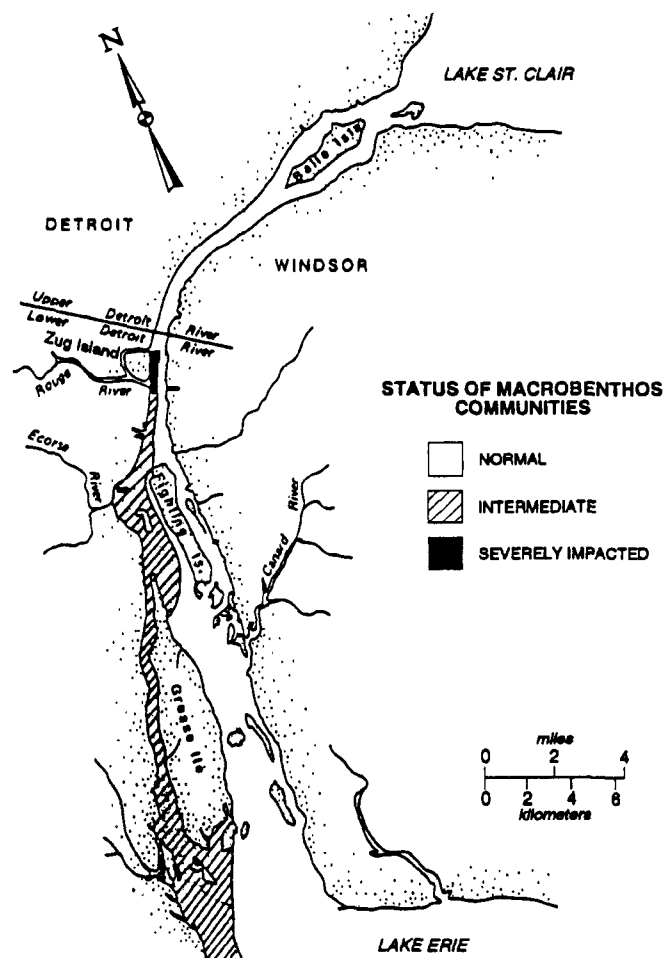 N
LAKE ST. CLAIR
Belle Isle
DETROIT
WINDSOR
Upper Detroit River
Lower Detroit River
Zug Island
Rouge River
STATUS OF MACROBENTHOS
COMMUNITIES
Ecorse River
NORMAL
Fighting Is.
INTERMEDIATE
Canard River
SEVERELY IMPACTED
Grosse Ile
miles
0 2 4
0 2 4 6
kilometers
LAKE ERIE